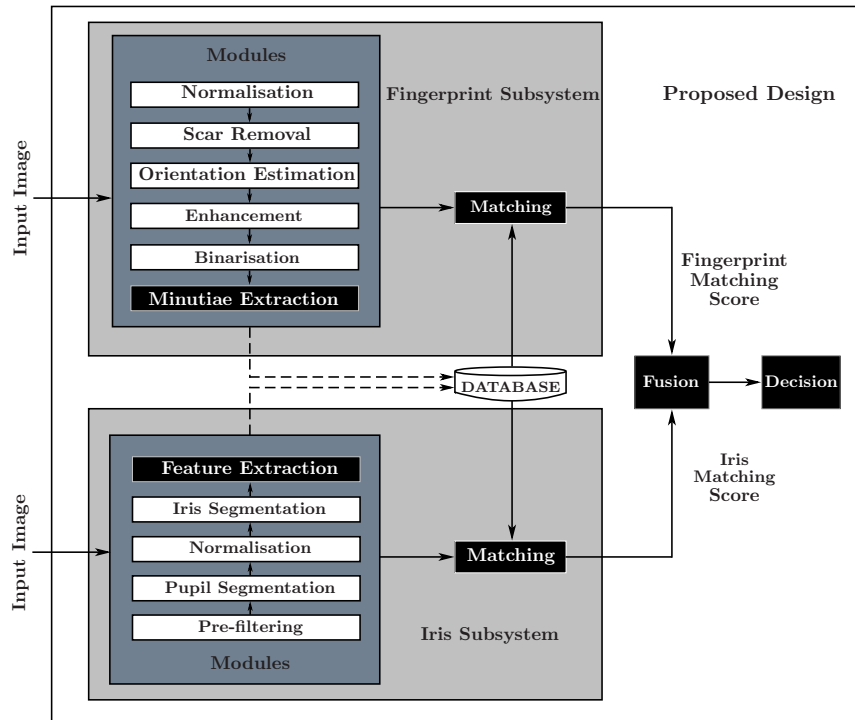 Modules
Normalisation
Scar Removal
Orientation Estimation
Enhancement
Binarisation
Minutiae Extraction
Fingerprint Subsystem
Proposed Design
Input Image
Matching
Fingerprint
Matching
Score
DATABASE
Fusion
Decision
Feature Extraction
Iris Segmentation
Normalisation
Pupil Segmentation
Pre-filtering
Modules
Input Image
Matching
Iris Subsystem
Iris
Matching
Score